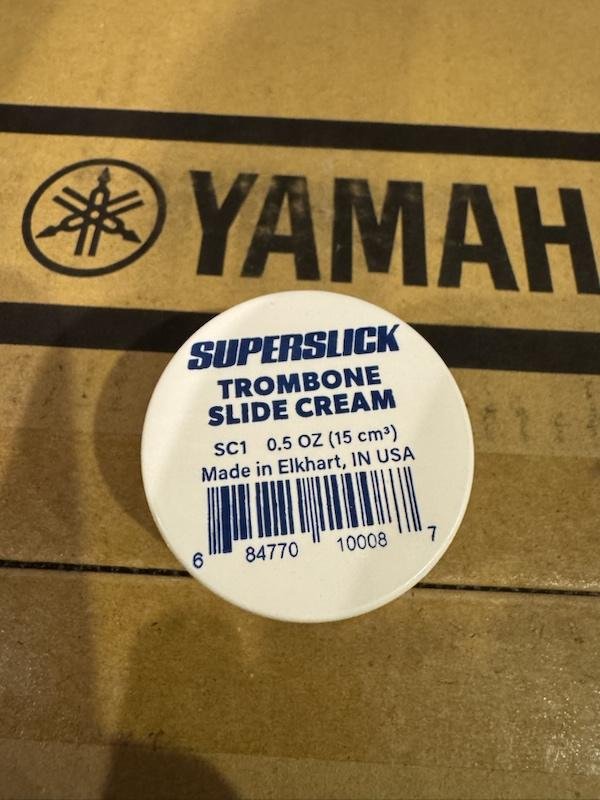 YAMAH
SUPERSLICK
TROMBONE
SLIDE CREAM
SC1 0.5 OZ (15 cm³)
Made in Elkhart, IN USA
6 84770 10008 7